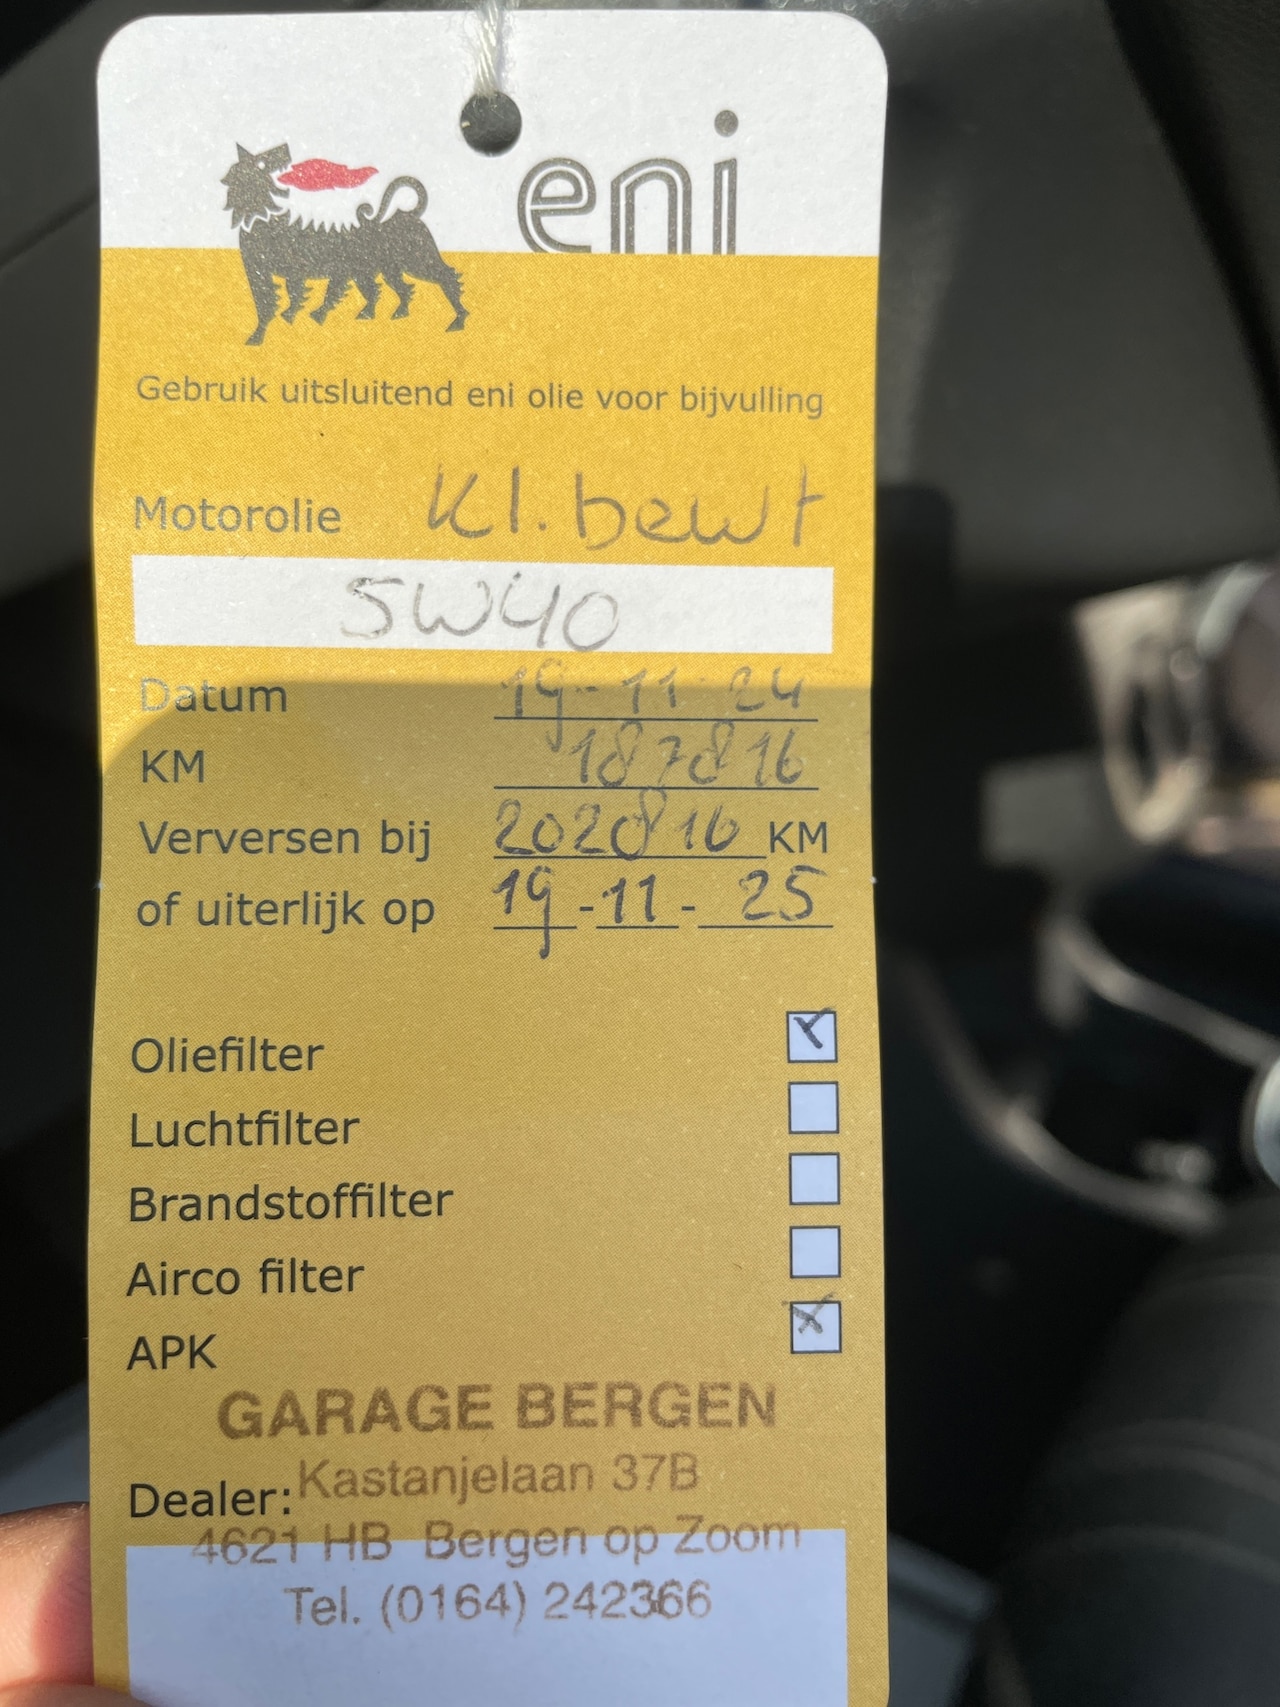 eni
Gebruik uitsluitend eni olie voor bijvulling
Motorolie Kl. bewt
5W40
Datum 19-11-24
KM 187816
Verversen bij 202816 KM
of uiterlijk op 19-11-25
Oliefilter
Luchtfilter
Brandstoffilter
Airco filter
APK
GARAGE BERGEN
Kastanjelaan 37B
Dealer:
4621 HB Bergen op Zoom
Tel. (0164) 242366